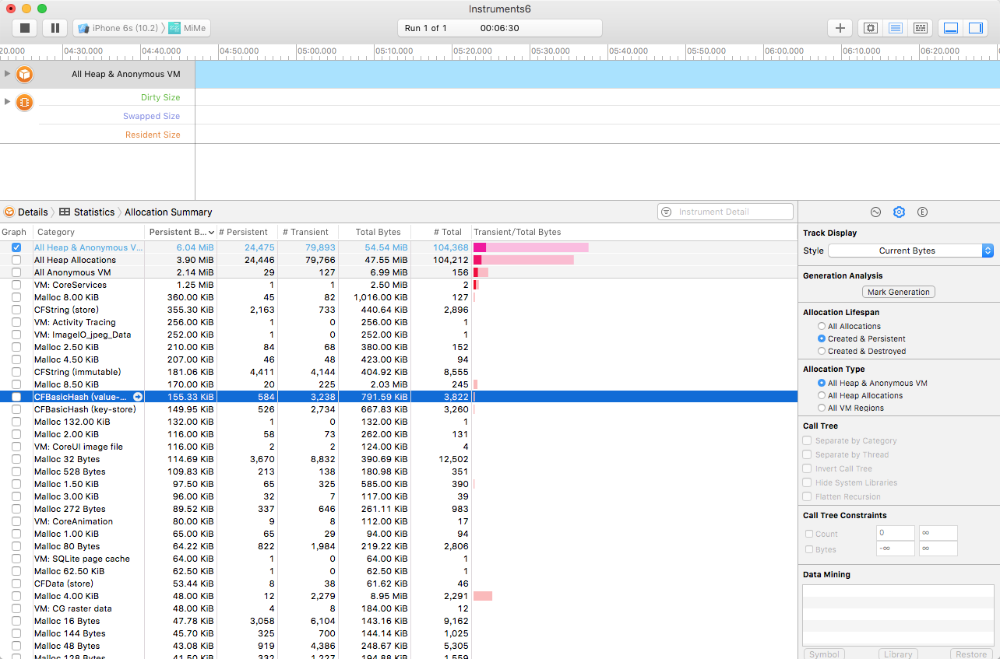 Instruments6
iPhone 6s (10.2) MiMe
Run 1 of 1 00:06:30
20.000 04:30.000 04:40.000 04:50.000 05:00.000 05:10.000 05:20.000 05:30.000 05:40.000 05:50.000 06:00.000 06:10.000 06:20.000
All Heap & Anonymous VM
Dirty Size
Swapped Size
Resident Size
Details Statistics Allocation Summary Instrument Detail
Graph Category Persistent B... # Persistent # Transient Total Bytes # Total Transient/Total Bytes
All Heap & Anonymous V... 6.04 MiB 24,475 79,893 54.54 MiB 104,368
All Heap Allocations 3.90 MiB 24,446 79,766 47.55 MiB 104,212
All Anonymous VM 2.14 MiB 29 127 6.99 MiB 156
VM: CoreServices 1.25 MiB 1 1 2.50 MiB 2
Malloc 8.00 KiB 360.00 KiB 45 82 1,016.00 KiB 127
CFString (store) 355.30 KiB 2,163 733 440.64 KiB 2,896
VM: Activity Tracing 256.00 KiB 1 0 256.00 KiB 1
VM: ImageIO_jpeg_Data 252.00 KiB 1 0 252.00 KiB 1
Malloc 2.50 KiB 210.00 KiB 84 68 380.00 KiB 152
Malloc 4.50 KiB 207.00 KiB 46 48 423.00 KiB 94
CFString (immutable) 181.06 KiB 4,411 4,144 404.92 KiB 8,555
Malloc 8.50 KiB 170.00 KiB 20 225 2.03 MiB 245
CFBasicHash (value-... 155.33 KiB 584 3,238 791.59 KiB 3,822
CFBasicHash (key-store) 149.95 KiB 526 2,734 667.83 KiB 3,260
Malloc 132.00 KiB 132.00 KiB 1 0 132.00 KiB 1
Malloc 2.00 KiB 116.00 KiB 58 73 262.00 KiB 131
VM: CoreUI image file 116.00 KiB 2 2 124.00 KiB 4
Malloc 32 Bytes 114.69 KiB 3,670 8,832 390.69 KiB 12,502
Malloc 528 Bytes 109.83 KiB 213 138 180.98 KiB 351
Malloc 1.50 KiB 97.50 KiB 65 325 585.00 KiB 390
Malloc 3.00 KiB 96.00 KiB 32 7 117.00 KiB 39
Malloc 272 Bytes 89.52 KiB 337 646 261.11 KiB 983
VM: CoreAnimation 80.00 KiB 9 8 112.00 KiB 17
Malloc 1.00 KiB 65.00 KiB 65 29 94.00 KiB 94
Malloc 80 Bytes 64.22 KiB 822 1,984 219.22 KiB 2,806
VM: SQLite page cache 64.00 KiB 1 0 64.00 KiB 1
Malloc 62.50 KiB 62.50 KiB 1 0 62.50 KiB 1
CFData (store) 53.44 KiB 8 38 61.62 KiB 46
Malloc 4.00 KiB 48.00 KiB 12 2,279 8.95 MiB 2,291
VM: CG raster data 48.00 KiB 4 8 184.00 KiB 12
Malloc 16 Bytes 47.78 KiB 3,058 6,104 143.16 KiB 9,162
Malloc 144 Bytes 45.70 KiB 325 700 144.14 KiB 1,025
Malloc 48 Bytes 43.08 KiB 919 4,386 248.67 KiB 5,305
Malloc 128 Bytes 41.50 KiB 332 1,227 194.88 KiB 1,559
E
Track Display
Style Current Bytes
Generation Analysis
Mark Generation
Allocation Lifespan
All Allocations
Created & Persistent
Created & Destroyed
Allocation Type
All Heap & Anonymous VM
All Heap Allocations
All VM Regions
Call Tree
Separate by Category
Separate by Thread
Invert Call Tree
Hide System Libraries
Flatten Recursion
Call Tree Constraints
Count 0 ∞
Bytes -∞ ∞
Data Mining
Symbol Library Restore